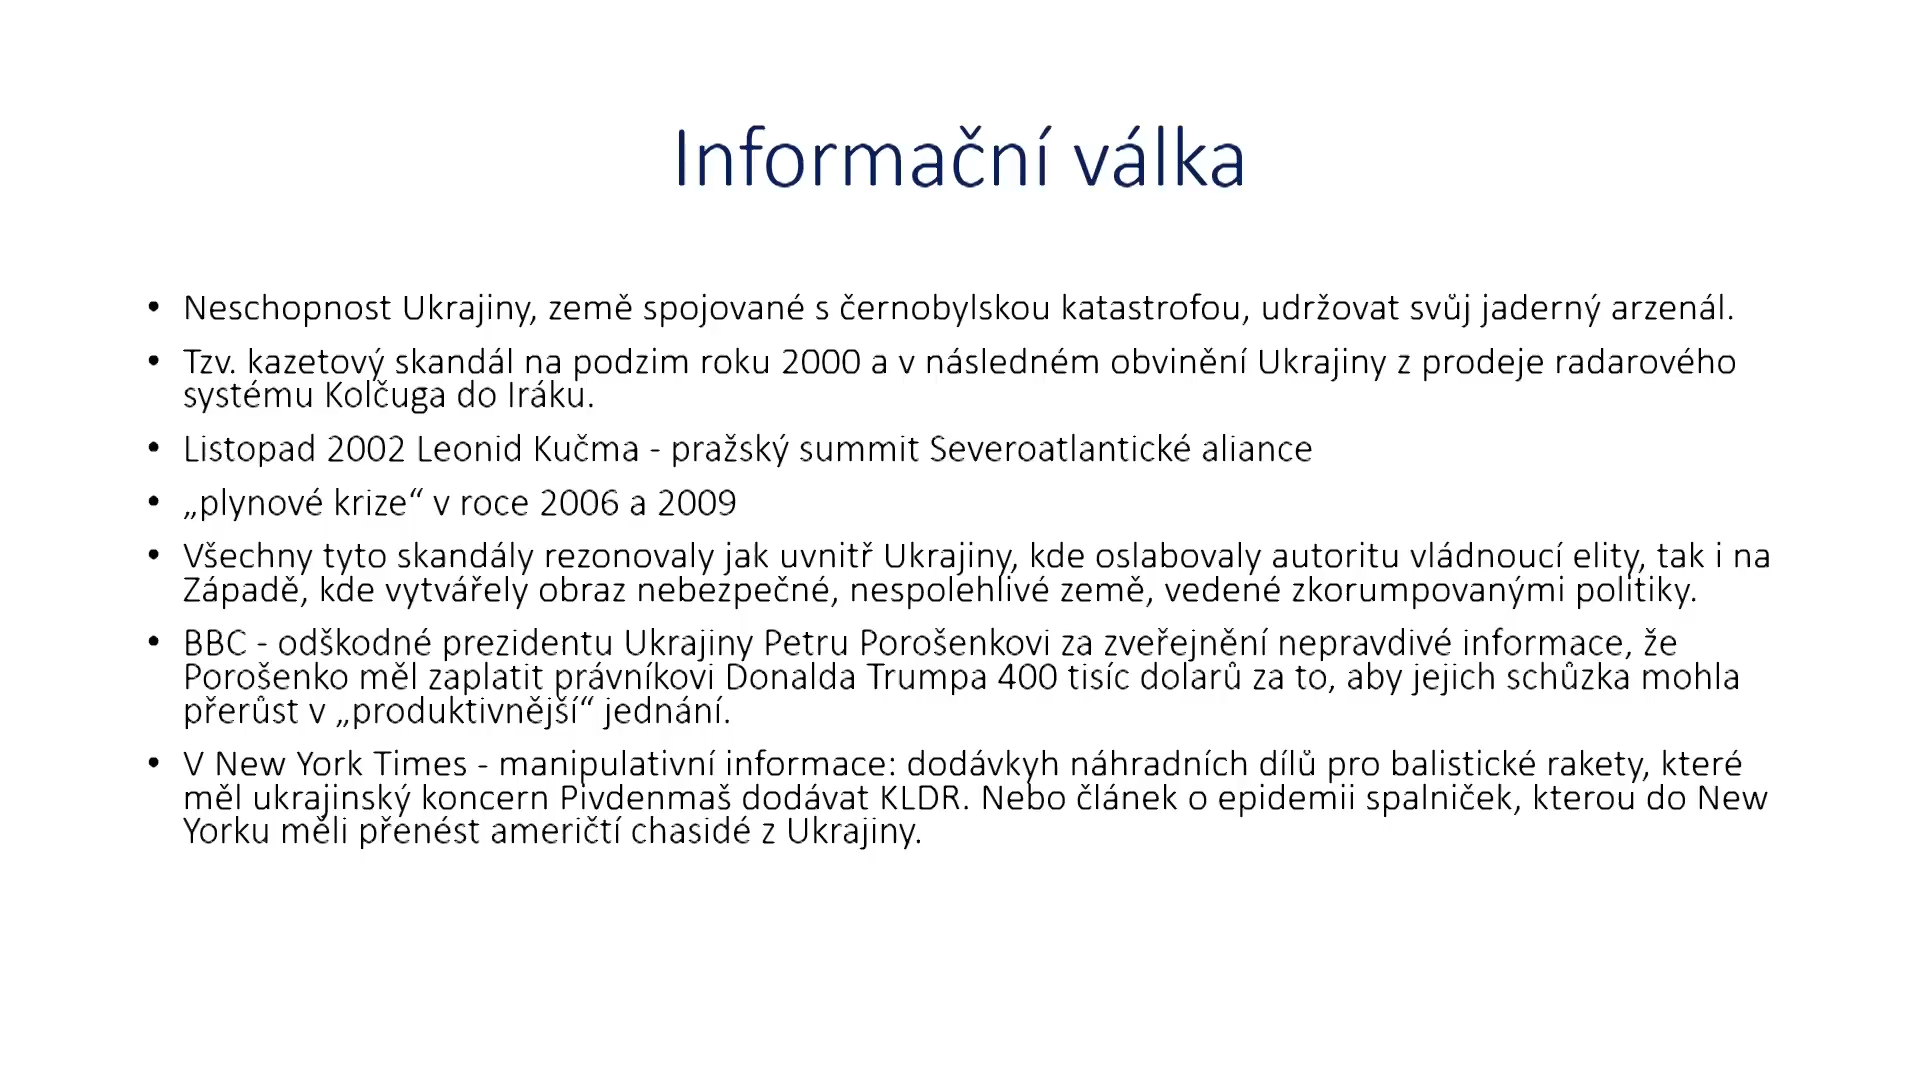 Informační válka
• Neschopnost Ukrajiny, země spojované s černobylskou katastrofou, udržovat svůj jaderný arzenál.
• Tzv. kazetový skandál na podzim roku 2000 a v následném obvinění Ukrajiny z prodeje radarového
systému Kolčuga do Iráku.
• Listopad 2002 Leonid Kučma - pražský summit Severoatlantické aliance
• „plynové krize“ v roce 2006 a 2009
• Všechny tyto skandály rezonovaly jak uvnitř Ukrajiny, kde oslabovaly autoritu vládnoucí elity, tak i na
Západě, kde vytvářely obraz nebezpečné, nespolehlivé země, vedené zkorumpovanými politiky.
• BBC - odškodné prezidentu Ukrajiny Petru Porošenkovi za zveřejnění nepravdivé informace, že
Porošenko měl zaplatit právníkovi Donalda Trumpa 400 tisíc dolarů za to, aby jejich schůzka mohla
přerůst v „produktivnější“ jednání.
• V New York Times - manipulativní informace: dodávkyh náhradních dílů pro balistické rakety, které
měl ukrajinský koncern Pivdenmaš dodávat KLDR. Nebo článek o epidemii spalniček, kterou do New
Yorku měli přenést američtí chasidé z Ukrajiny.